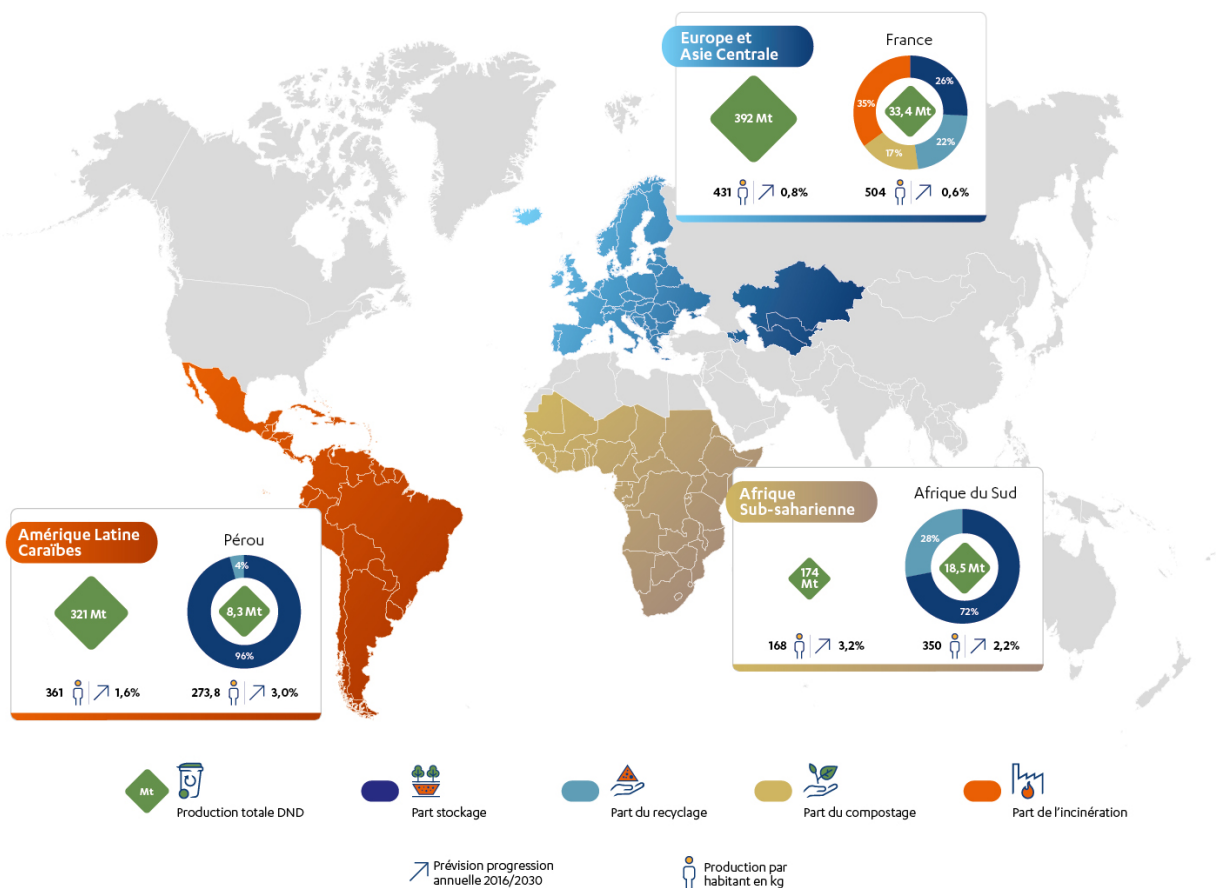 Europe et
Asie Centrale
France
392 Mt
33,4 Mt
26%
22%
17%
35%
431
0,8%
504
0,6%
Afrique
Sub-saharienne
Afrique du Sud
174
Mt
18,5 Mt
28%
72%
168
3,2%
350
2,2%
Amérique Latine
Caraïbes
Pérou
321 Mt
8,3 Mt
4%
96%
361
1,6%
273,8
3,0%
Mt
Production totale DND
Part stockage
Part du recyclage
Part du compostage
Part de l'incinération
Prévision progression
annuelle 2016/2030
Production par
habitant en kg